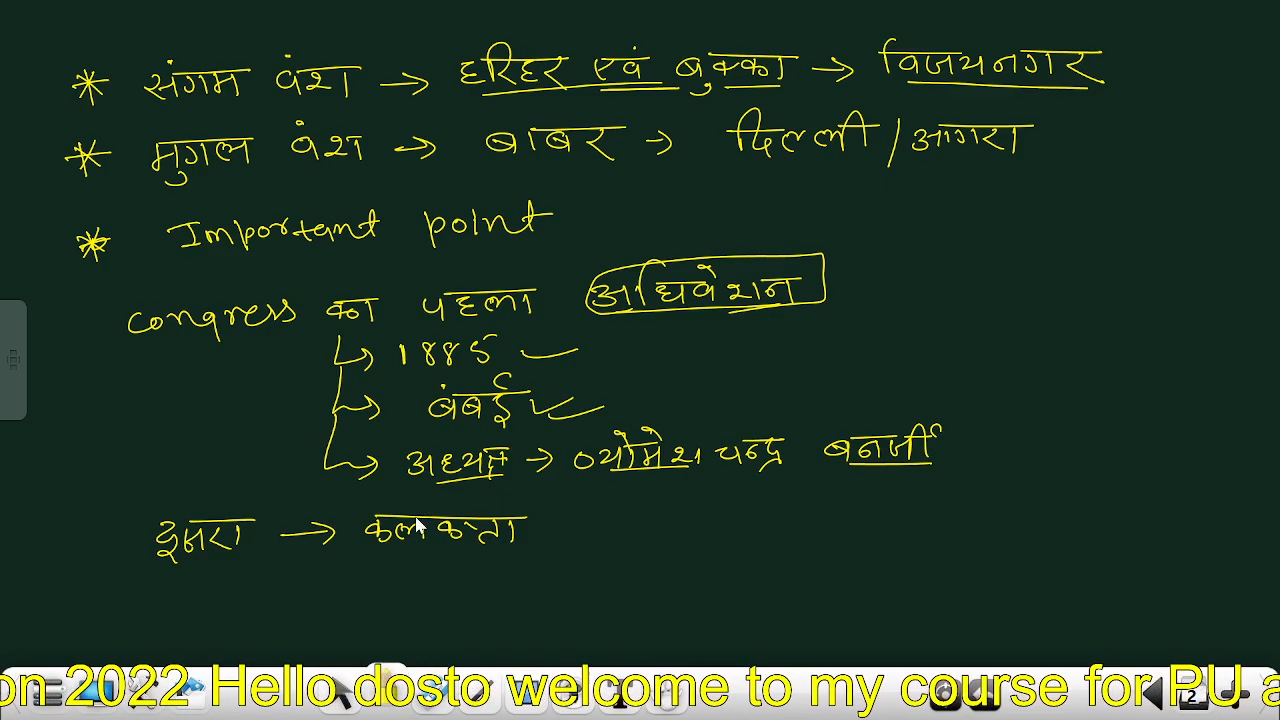 * संगम वंश → हरिहर एवं बुक्का → विजयनगर
* मुगल वंश → बाबर → दिल्ली / आगरा
* Important point
Congress का पहला अधिवेशन
→ 1885
→ बंबई
→ अध्यक्ष → व्योमेश चन्द्र बनर्जी
दूसरा → कलकत्ता
on 2022 Hello dosto welcome to my course for PU a
2